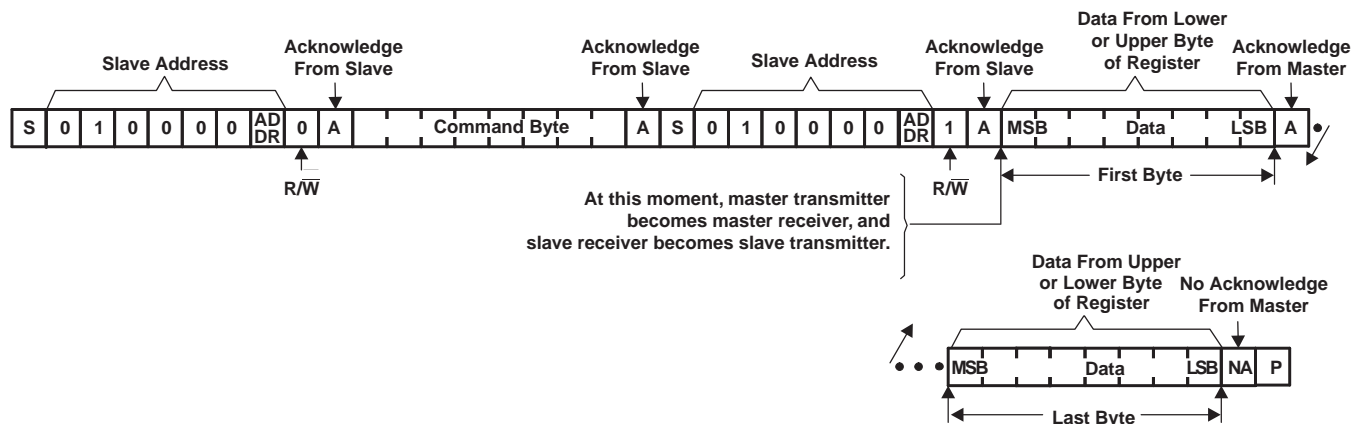 Slave Address
Acknowledge
From Slave
Acknowledge
From Slave
Slave Address
Acknowledge
From Slave
Data From Lower
or Upper Byte
of Register
Acknowledge
From Master
S 0 1 0 0 0 0 AD DR 0 A Command Byte A S 0 1 0 0 0 0 AD DR 1 A MSB Data LSB A
R/W̅
R/W̅
First Byte
At this moment, master transmitter
becomes master receiver, and
slave receiver becomes slave transmitter.
Data From Upper
or Lower Byte
of Register
No Acknowledge
From Master
MSB Data LSB NA P
Last Byte